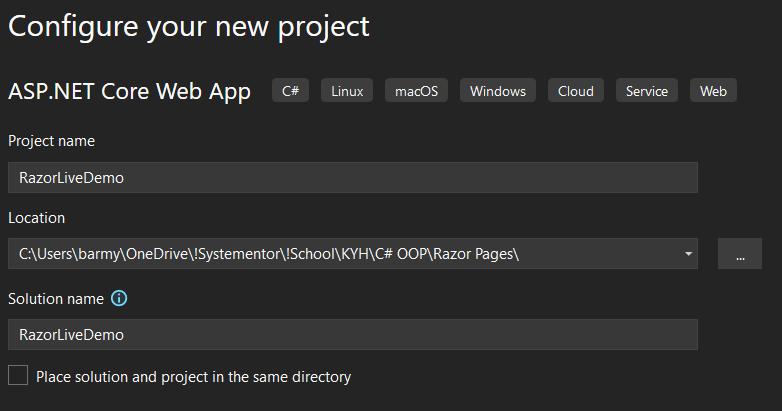 Configure your new project
ASP.NET Core Web App C# Linux macOS Windows Cloud Service Web
Project name
RazorLiveDemo
Location
C:\Users\barmy\OneDrive\!Systementor\!School\KYH\C# OOP\Razor Pages\
...
Solution name
RazorLiveDemo
Place solution and project in the same directory